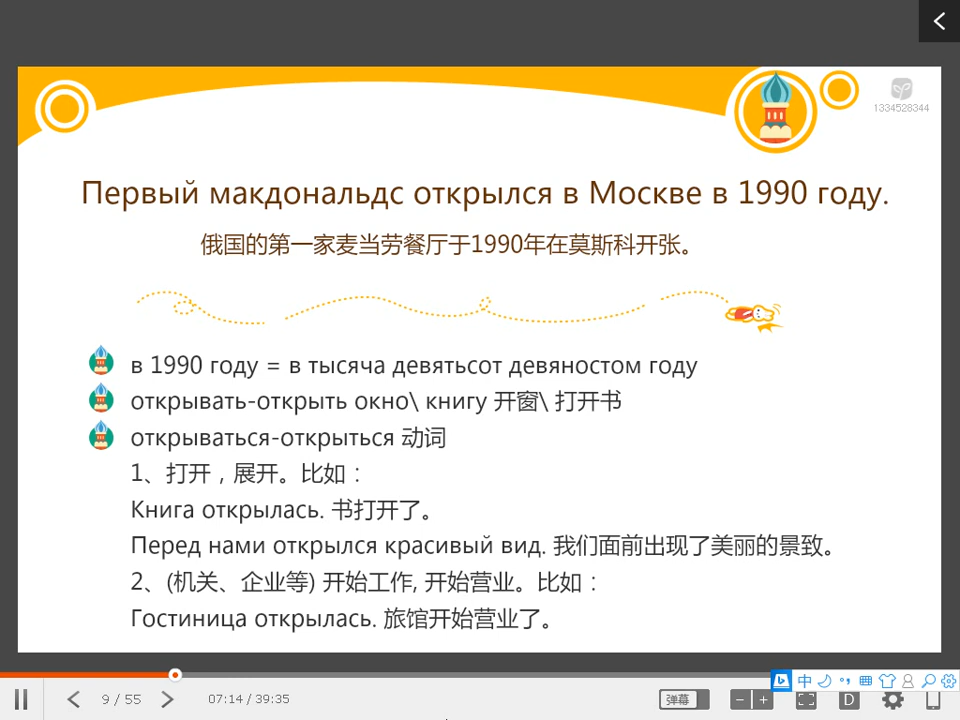 1334528344
Первый макдональдс открылся в Москве в 1990 году.
俄国的第一家麦当劳餐厅于1990年在莫斯科开张。
в 1990 году = в тысяча девятьсот девяностом году
открывать-открыть окно\ книгу 开窗\ 打开书
открываться-открыться 动词
1、打开，展开。比如：
Книга открылась. 书打开了。
Перед нами открылся красивый вид. 我们面前出现了美丽的景致。
2、(机关、企业等) 开始工作, 开始营业。比如：
Гостиница открылась. 旅馆开始营业了。
9 / 55 07:14 / 39:35 弹幕 D
中